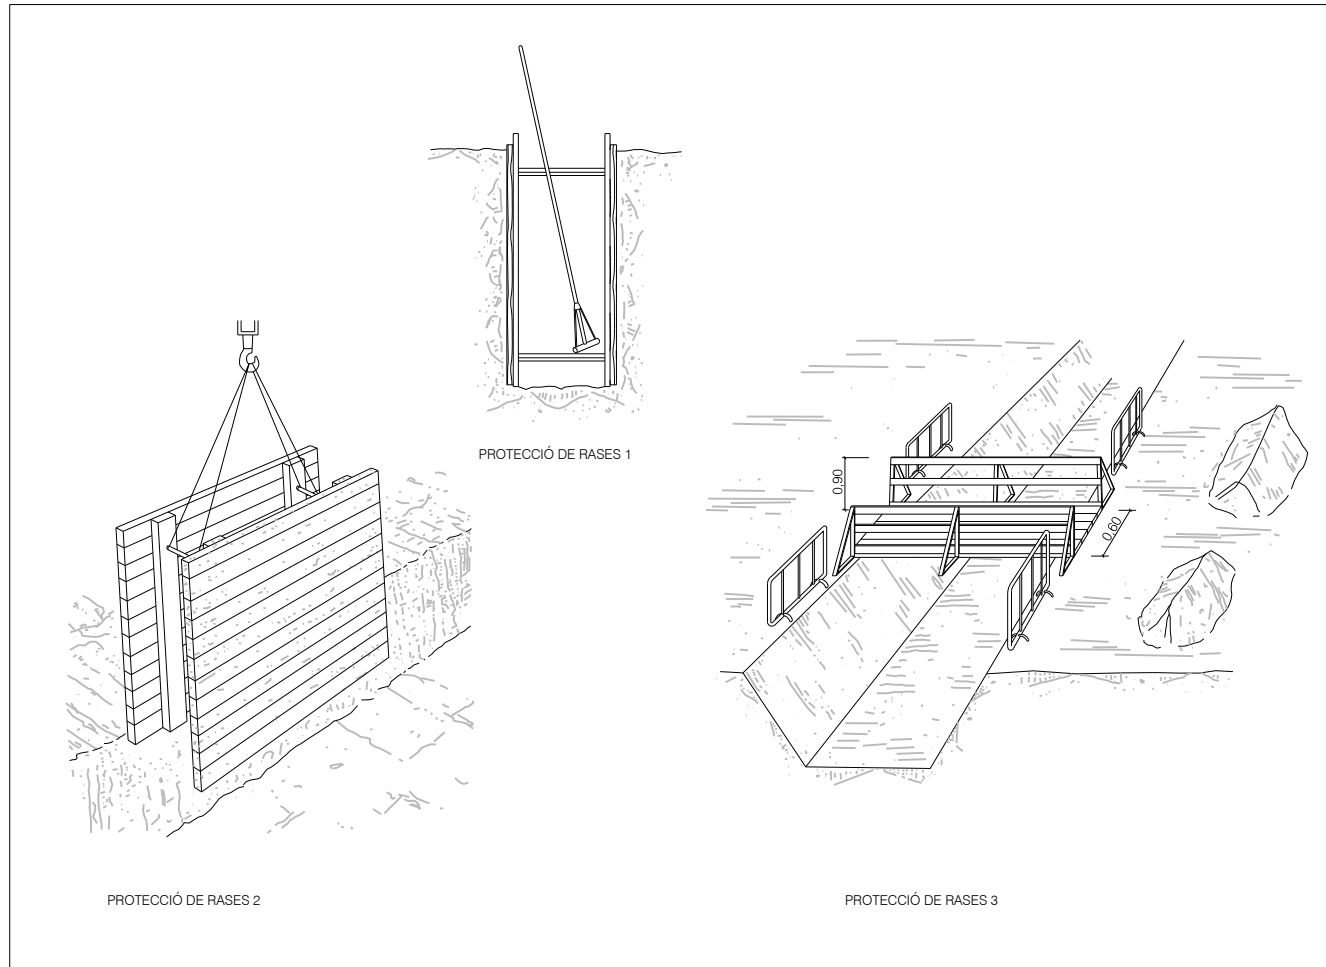 PROTECCIÓ DE RASES 1
0,90
0,60
PROTECCIÓ DE RASES 2
PROTECCIÓ DE RASES 3